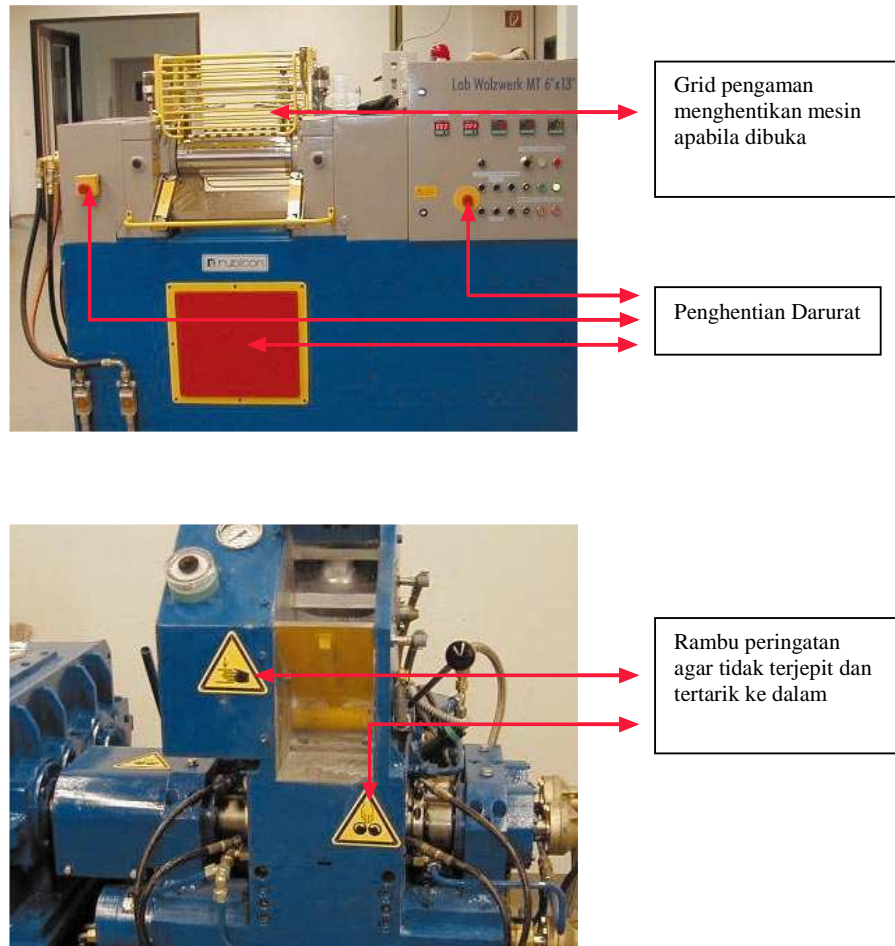 Lab Walzwerk MT 6"x13"
Grid pengaman
menghentikan mesin
apabila dibuka
rubicon
Penghentian Darurat
Rambu peringatan
agar tidak terjepit dan
tertarik ke dalam